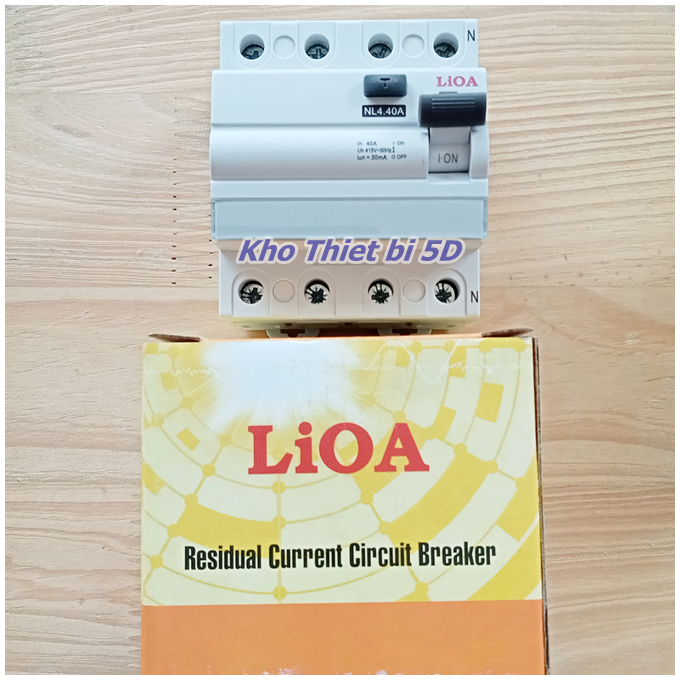 N
LiOA
T
NL4.40A
In 40A I ON
Un 415V~50Hz
I∆n = 30mA O OFF
I·ON
Kho Thiet bi 5D
N
LiOA
Residual Current Circuit Breaker